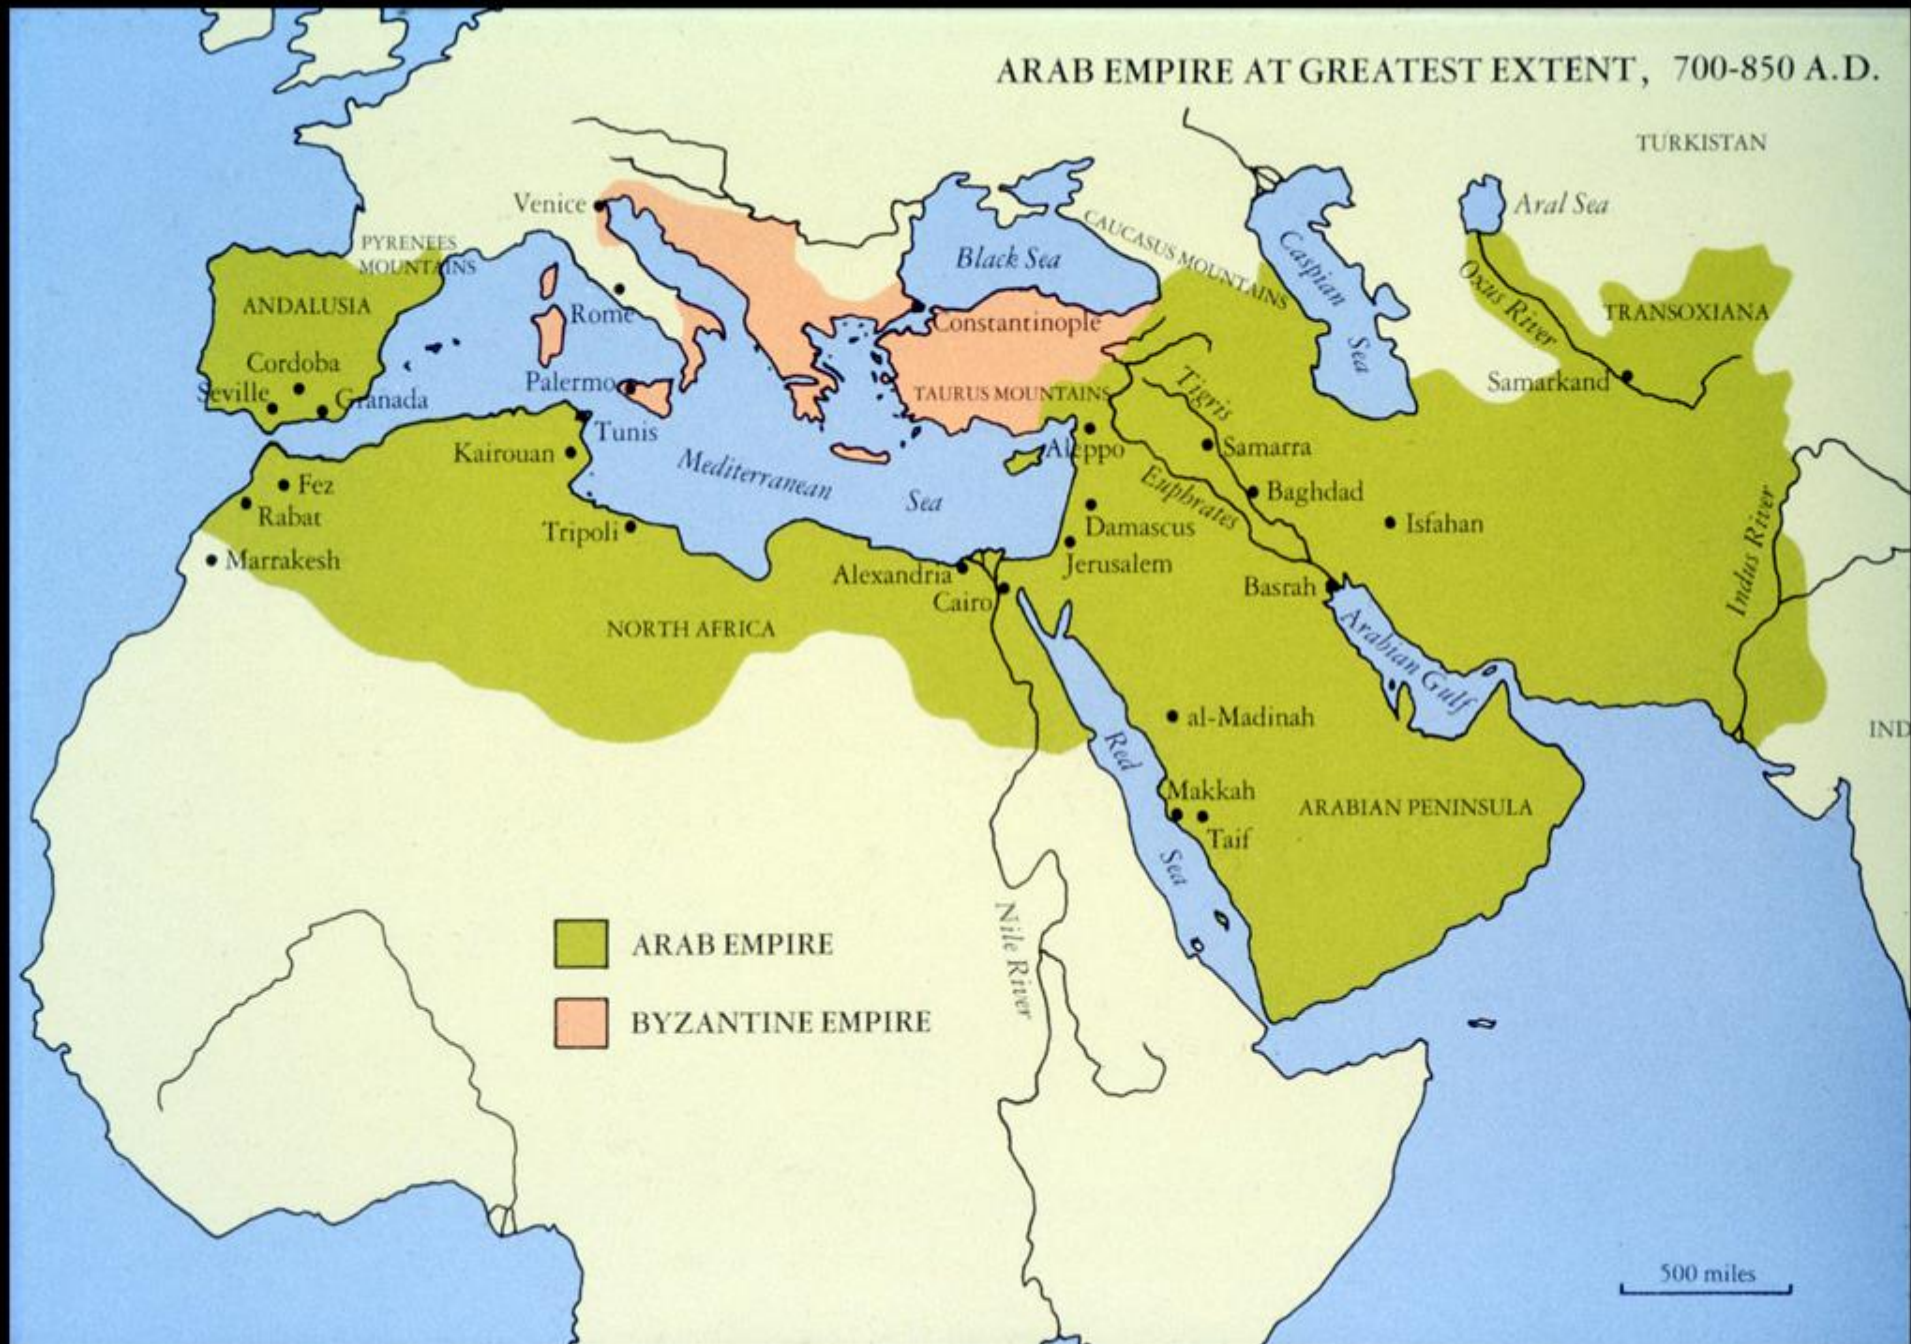 ARAB EMPIRE AT GREATEST EXTENT, 700-850 A.D.
TURKISTAN
Venice
Aral Sea
PYRENEES
MOUNTAINS
CAUCASUS MOUNTAINS
Black Sea
Caspian
Sea
Oxus River
ANDALUSIA
Rome
Constantinople
TRANSOXIANA
Cordoba
Seville
Granada
Palermo
TAURUS MOUNTAINS
Tigris
Samarkand
Tunis
Kairouan
Mediterranean
Sea
Aleppo
Samarra
Fez
Rabat
Euphrates
Baghdad
Isfahan
Indus River
Tripoli
Damascus
Marrakesh
Jerusalem
Alexandria
Cairo
Basrah
NORTH AFRICA
Arabian Gulf
al-Madinah
IND
Red
Sea
Makkah
Taif
ARABIAN PENINSULA
Nile River
ARAB EMPIRE
BYZANTINE EMPIRE
500 miles